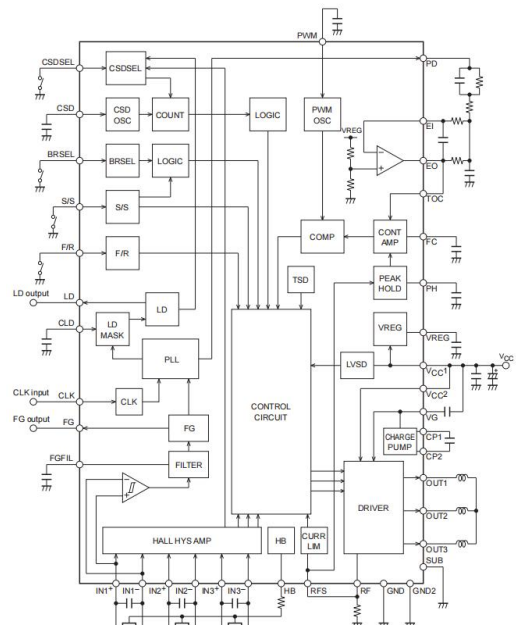 PWM
CSDSEL
CSDSEL
PD
CSD
CSD
OSC
COUNT
LOGIC
PWM
OSC
VREG
EI
EO
BRSEL
BRSEL
LOGIC
TOC
S/S
S/S
COMP
CONT
AMP
FC
F/R
F/R
TSD
PEAK
HOLD
PH
LD output
LD
LD
CLD
LD
MASK
VREG
VREG
PLL
LVSD
VCC1
VCC
VCC2
CLK input
CLK
CLK
CONTROL
CIRCUIT
VG
FG output
FG
FG
CHARGE
PUMP
CP1
CP2
FGFIL
FILTER
DRIVER
OUT1
OUT2
OUT3
HALL HYS AMP
HB
CURR
LIM
SUB
IN1+
IN1−
IN2+
IN2−
IN3+
IN3−
HB
RFS
RF
GND
GND2